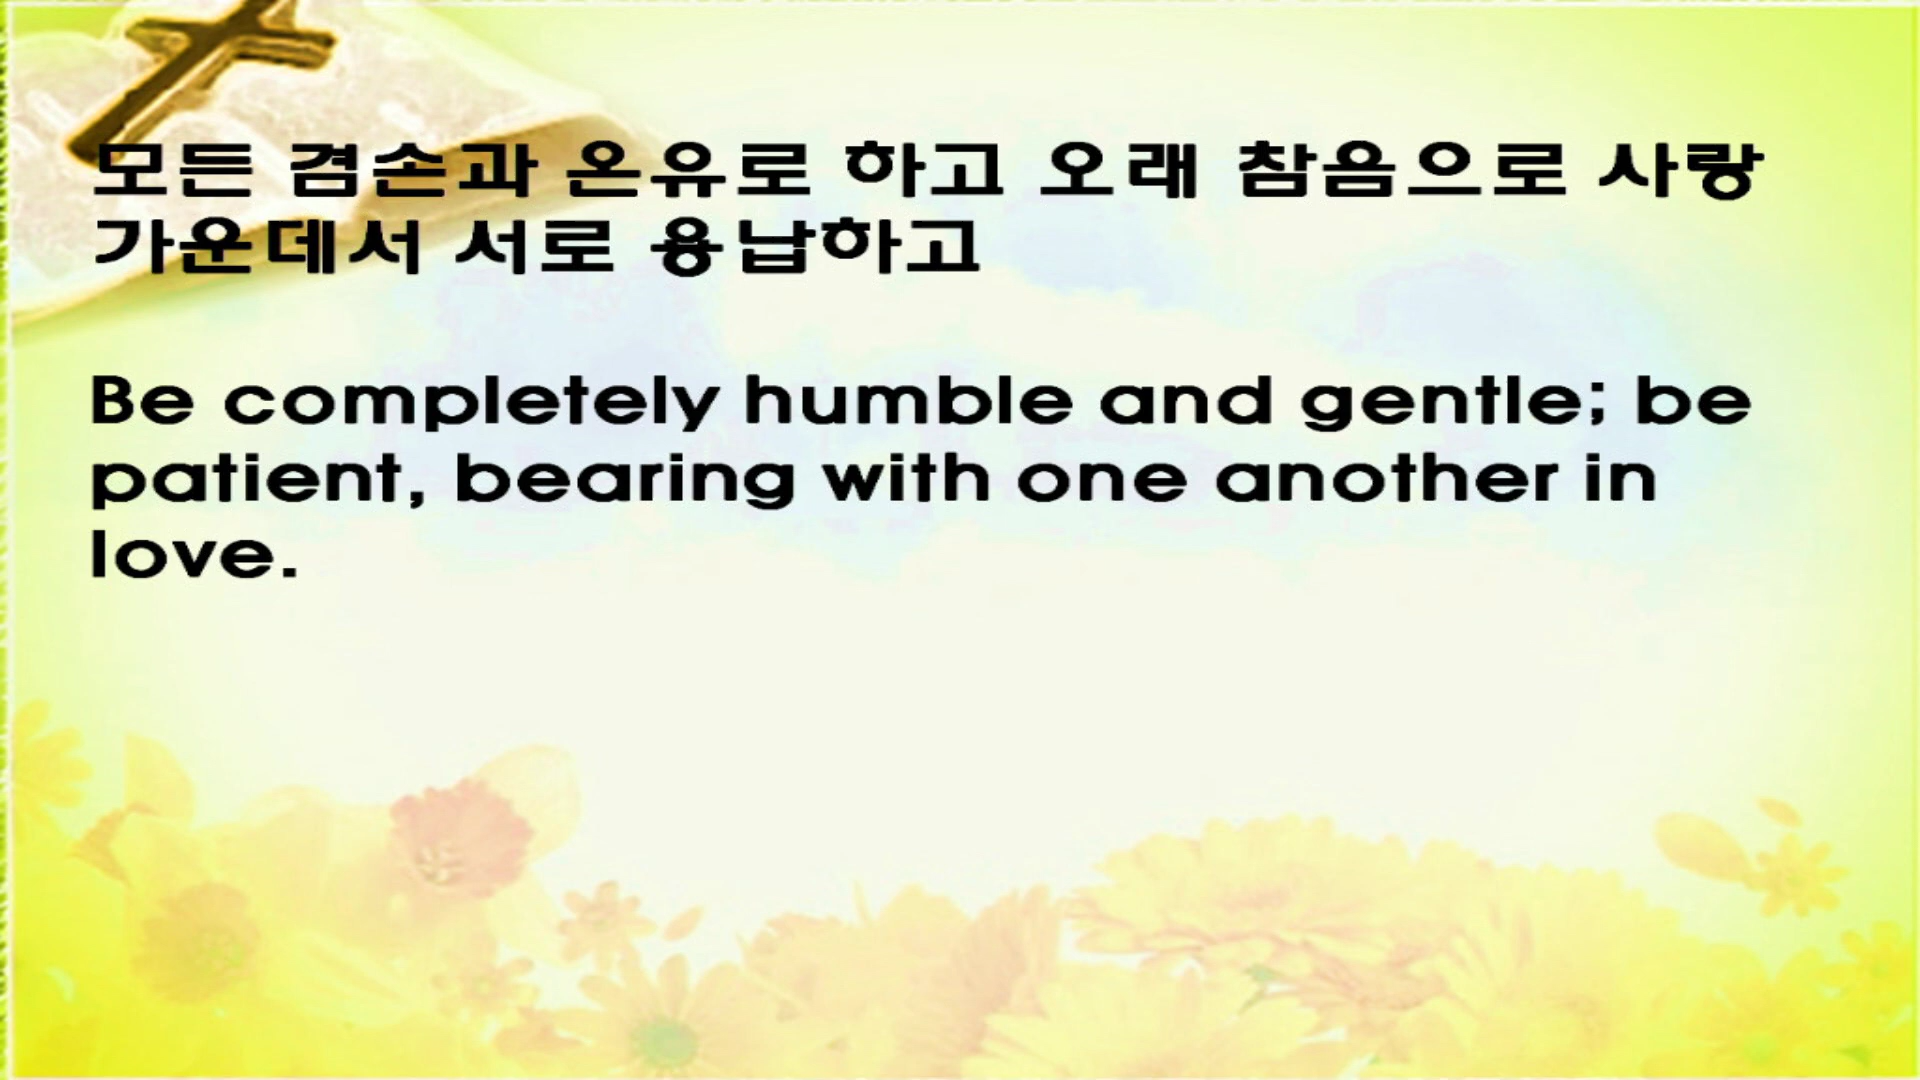 모든 겸손과 온유로 하고 오래 참음으로 사랑
가운데서 서로 용납하고
Be completely humble and gentle; be
patient, bearing with one another in
love.